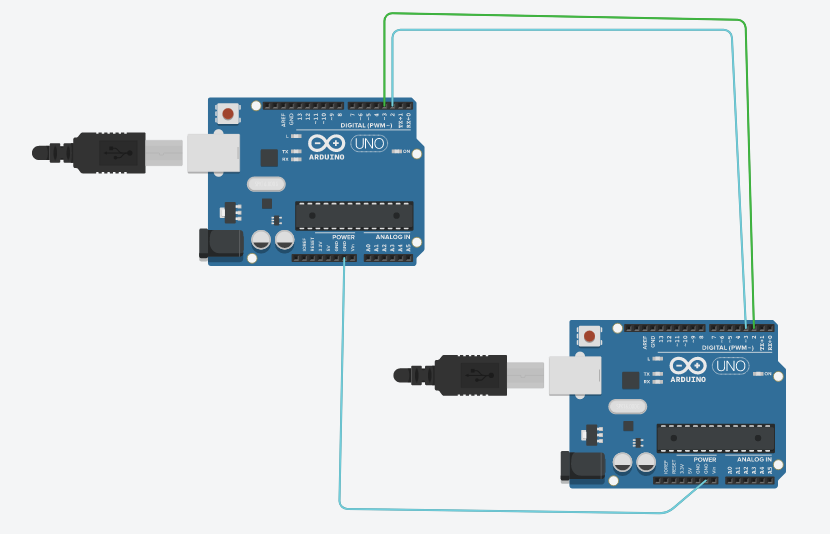 AREF
GND
13
12
~11
~10
~9
8
7
~6
~5
4
~3
2
TX→1
RX←0
DIGITAL (PWM~)
L
TX
RX
ARDUINO
UNO
ON
POWER
ANALOG IN
IOREF
RESET
3.3V
5V
GND
GND
Vin
A0
A1
A2
A3
A4
A5
AREF
GND
13
12
~11
~10
~9
8
7
~6
~5
4
~3
2
TX→1
RX←0
DIGITAL (PWM~)
L
TX
RX
ARDUINO
UNO
ON
POWER
ANALOG IN
IOREF
RESET
3.3V
5V
GND
GND
Vin
A0
A1
A2
A3
A4
A5